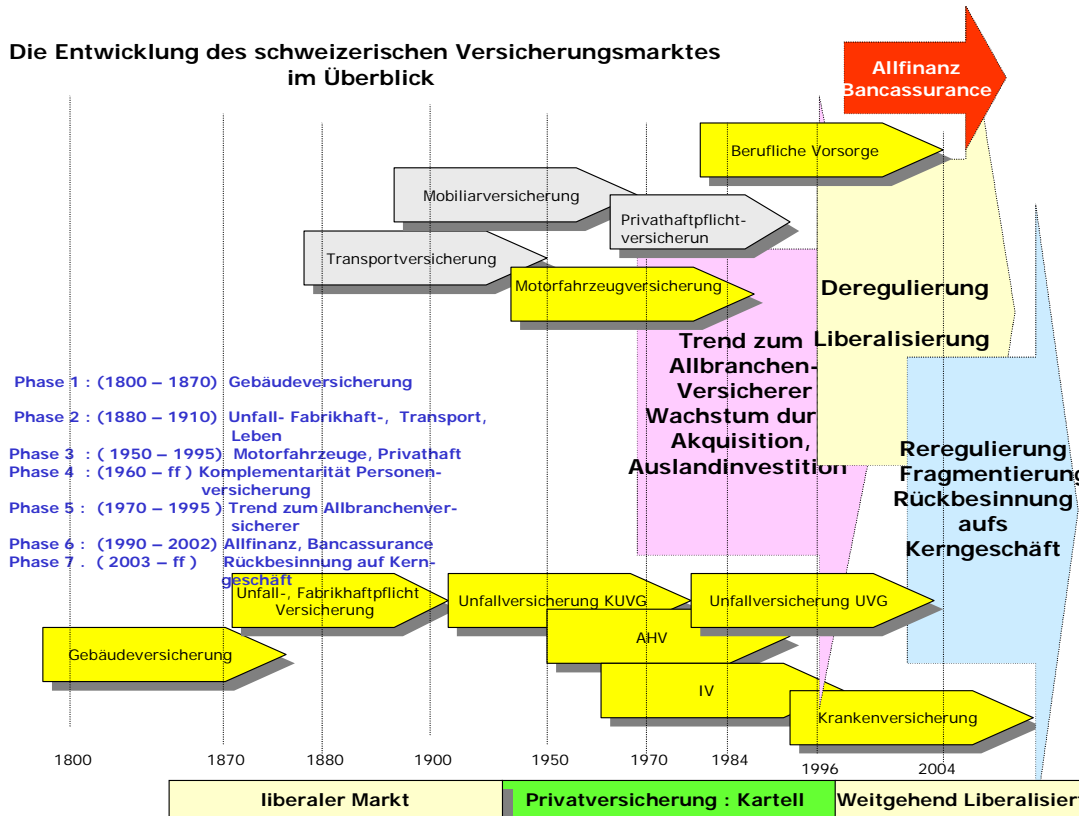 Die Entwicklung des schweizerischen Versicherungsmarktes
im Überblick
Allfinanz
Bancassurance
Berufliche Vorsorge
Mobiliarversicherung
Privathaftpflicht-
versicherun
Transportversicherung
Motorfahrzeugversicherung
Deregulierung
Liberalisierung
Trend zum
Allbranchen-
Versicherer
Wachstum dur
Akquisition,
Auslandinvestition
Reregulierung
Fragmentierung
Rückbesinnung
aufs
Kerngeschäft
Phase 1 : (1800 – 1870) Gebäudeversicherung
Phase 2 : (1880 – 1910) Unfall- Fabrikhaft-, Transport,
Leben
Phase 3 : ( 1950 – 1995) Motorfahrzeuge, Privathaft
Phase 4 : (1960 – ff) Komplementarität Personen-
versicherung
Phase 5 : (1970 – 1995 ) Trend zum Allbranchenver-
sicherer
Phase 6 : (1990 – 2002) Allfinanz, Bancassurance
Phase 7 . ( 2003 – ff ) Rückbesinnung auf Kern-
geschäft
Unfall-, Fabrikhaftpflicht
Versicherung
Unfallversicherung KUVG
Unfallversicherung UVG
AHV
Gebäudeversicherung
IV
Krankenversicherung
1800 1870 1880 1900 1950 1970 1984 1996 2004
liberaler Markt Privatversicherung : Kartell Weitgehend Liberalisiert